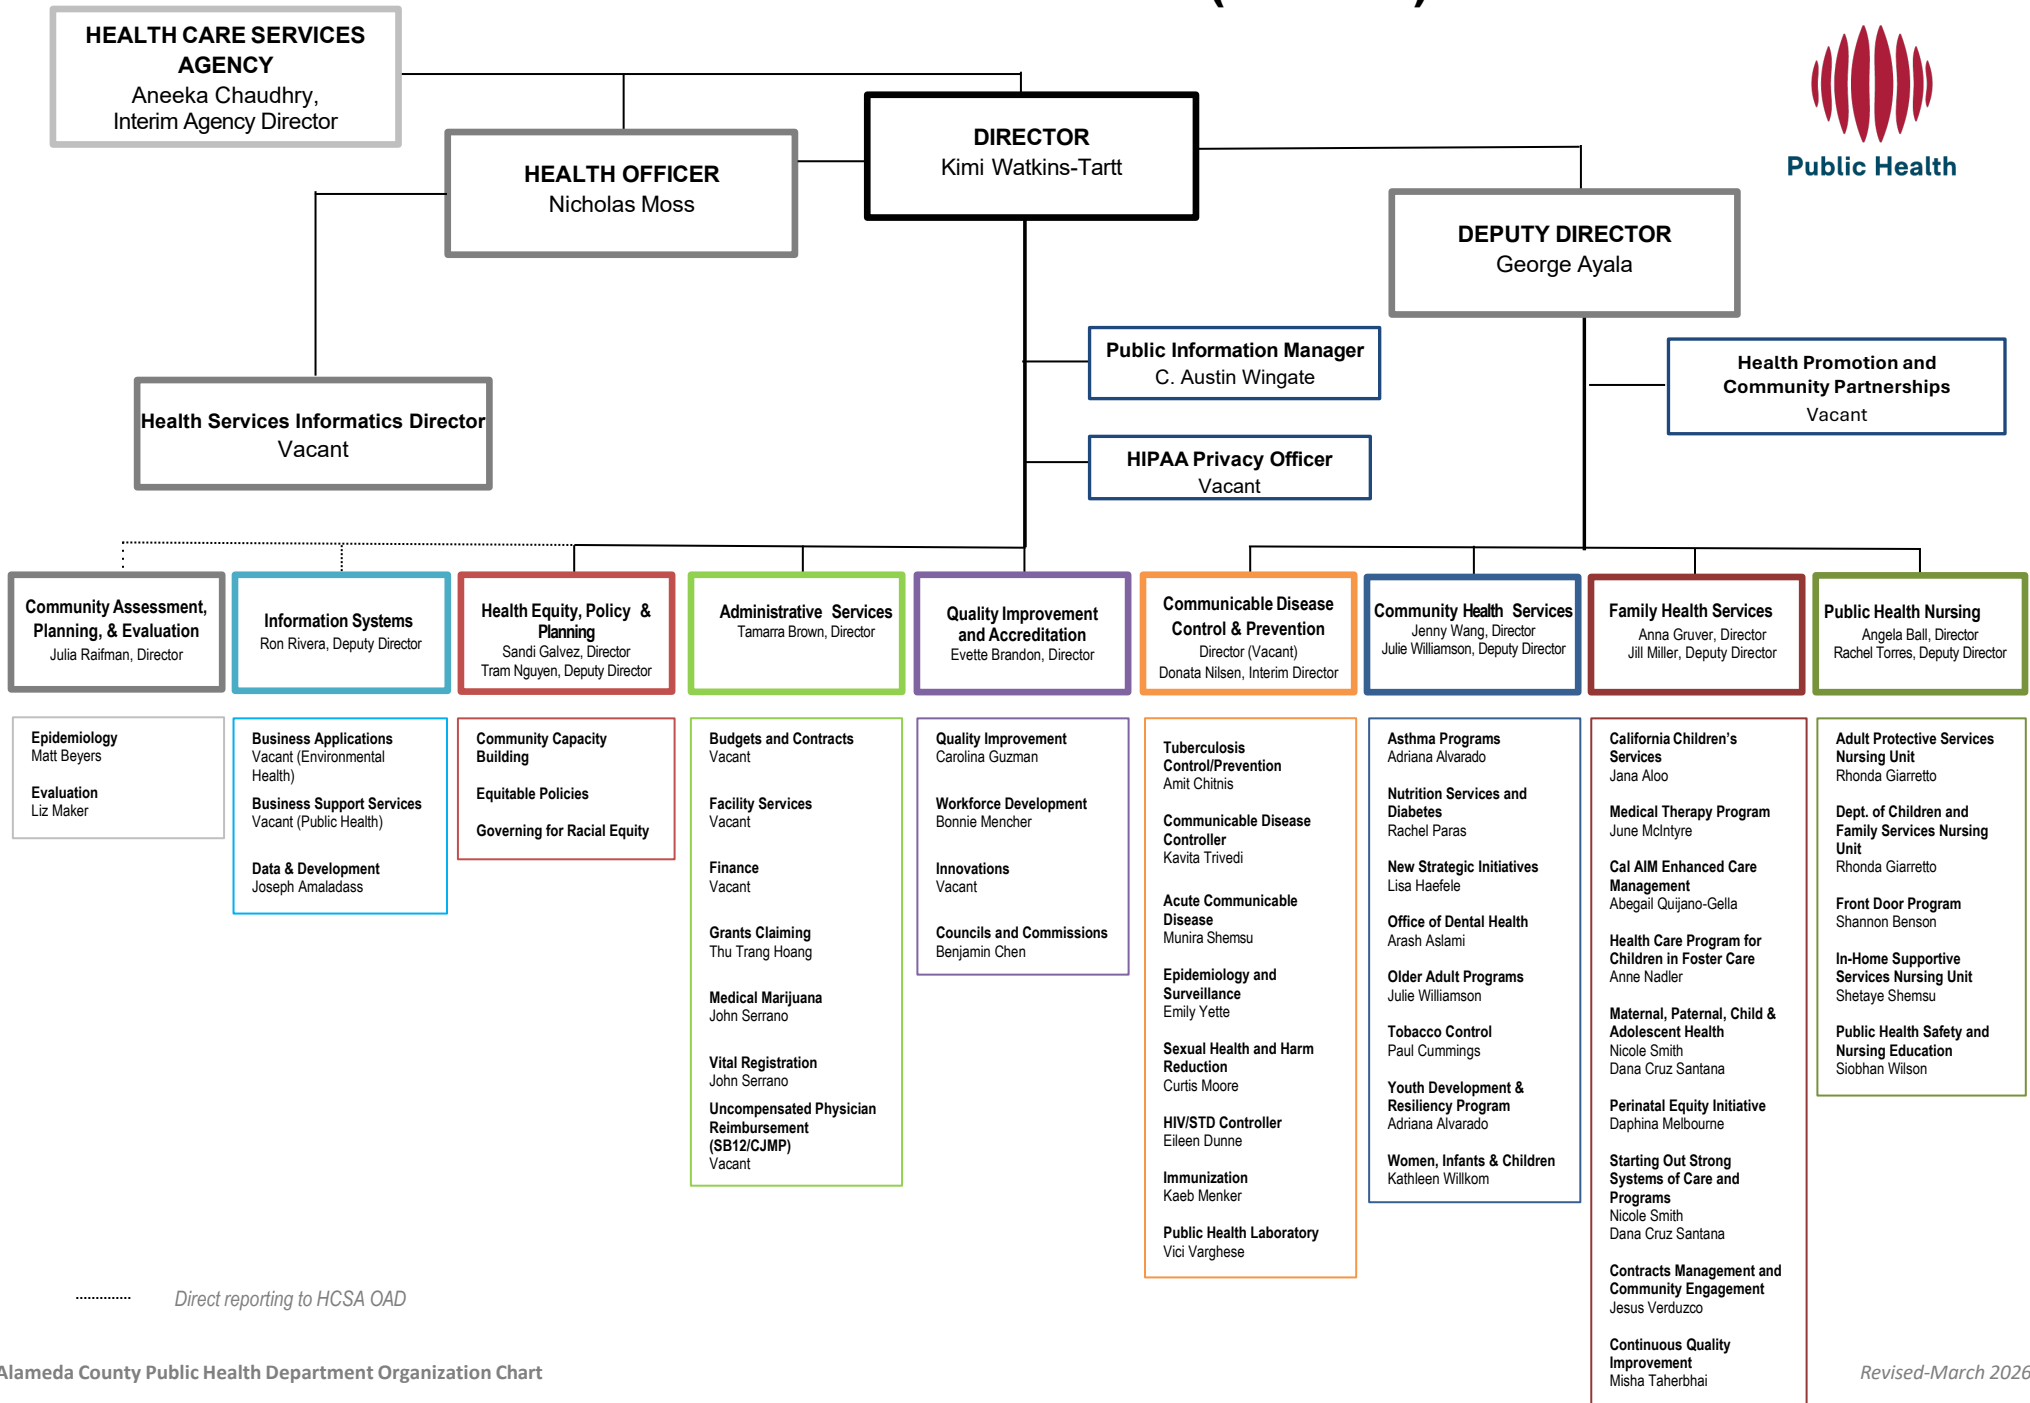 HEALTH CARE SERVICES
AGENCY
Aneeka Chaudhry,
Interim Agency Director
HEALTH OFFICER
Nicholas Moss
DIRECTOR
Kimi Watkins-Tartt
Public Health
DEPUTY DIRECTOR
George Ayala
Public Information Manager
C. Austin Wingate
Health Promotion and
Community Partnerships
Vacant
Health Services Informatics Director
Vacant
HIPAA Privacy Officer
Vacant
Community Assessment,
Planning, & Evaluation
Julia Raifman, Director
Information Systems
Ron Rivera, Deputy Director
Health Equity, Policy &
Planning
Sandi Galvez, Director
Tram Nguyen, Deputy Director
Administrative Services
Tamarra Brown, Director
Quality Improvement
and Accreditation
Evette Brandon, Director
Communicable Disease
Control & Prevention
Director (Vacant)
Donata Nilsen, Interim Director
Community Health Services
Jenny Wang, Director
Julie Williamson, Deputy Director
Family Health Services
Anna Gruver, Director
Jill Miller, Deputy Director
Public Health Nursing
Angela Ball, Director
Rachel Torres, Deputy Director
Epidemiology
Matt Beyers
Evaluation
Liz Maker
Business Applications
Vacant (Environmental
Health)
Business Support Services
Vacant (Public Health)
Data & Development
Joseph Amaladass
Community Capacity
Building
Equitable Policies
Governing for Racial Equity
Budgets and Contracts
Vacant
Facility Services
Vacant
Finance
Vacant
Grants Claiming
Thu Trang Hoang
Medical Marijuana
John Serrano
Vital Registration
John Serrano
Uncompensated Physician
Reimbursement
(SB12/CJMP)
Vacant
Quality Improvement
Carolina Guzman
Workforce Development
Bonnie Mencher
Innovations
Vacant
Councils and Commissions
Benjamin Chen
Tuberculosis
Control/Prevention
Amit Chitnis
Communicable Disease
Controller
Kavita Trivedi
Acute Communicable
Disease
Munira Shemsu
Epidemiology and
Surveillance
Emily Yette
Sexual Health and Harm
Reduction
Curtis Moore
HIV/STD Controller
Eileen Dunne
Immunization
Kaeb Menker
Public Health Laboratory
Vici Varghese
Asthma Programs
Adriana Alvarado
Nutrition Services and
Diabetes
Rachel Paras
New Strategic Initiatives
Lisa Haefele
Office of Dental Health
Arash Aslami
Older Adult Programs
Julie Williamson
Tobacco Control
Paul Cummings
Youth Development &
Resiliency Program
Adriana Alvarado
Women, Infants & Children
Kathleen Willkom
California Children's
Services
Jana Aloo
Medical Therapy Program
June McIntyre
Cal AIM Enhanced Care
Management
Abegail Quijano-Gella
Health Care Program for
Children in Foster Care
Anne Nadler
Maternal, Paternal, Child &
Adolescent Health
Nicole Smith
Dana Cruz Santana
Perinatal Equity Initiative
Daphina Melbourne
Starting Out Strong
Systems of Care and
Programs
Nicole Smith
Dana Cruz Santana
Contracts Management and
Community Engagement
Jesus Verduzco
Continuous Quality
Improvement
Misha Taherbhai
Adult Protective Services
Nursing Unit
Rhonda Giarretto
Dept. of Children and
Family Services Nursing
Unit
Rhonda Giarretto
Front Door Program
Shannon Benson
In-Home Supportive
Services Nursing Unit
Shetaye Shemsu
Public Health Safety and
Nursing Education
Siobhan Wilson
Direct reporting to HCSA OAD
Alameda County Public Health Department Organization Chart
Revised-March 2026